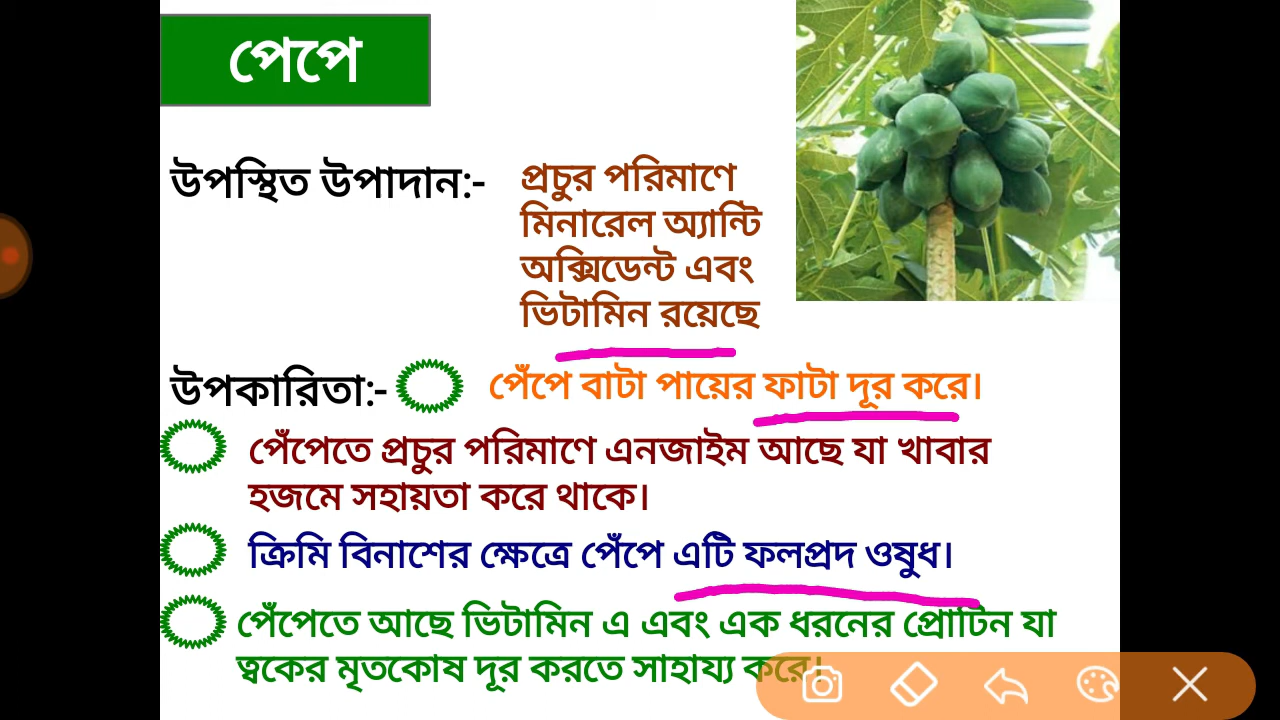 পেপে
উপস্থিত উপাদান:-
প্রচুর পরিমাণে
মিনারেল অ্যান্টি
অক্সিডেন্ট এবং
ভিটামিন রয়েছে
উপকারিতা:-
পেঁপে বাটা পায়ের ফাটা দূর করে।
পেঁপেতে প্রচুর পরিমাণে এনজাইম আছে যা খাবার
হজমে সহায়তা করে থাকে।
ক্রিমি বিনাশের ক্ষেত্রে পেঁপে এটি ফলপ্রদ ওষুধ।
পেঁপেতে আছে ভিটামিন এ এবং এক ধরনের প্রোটিন যা
ত্বকের মৃতকোষ দূর করতে সাহায্য করে।